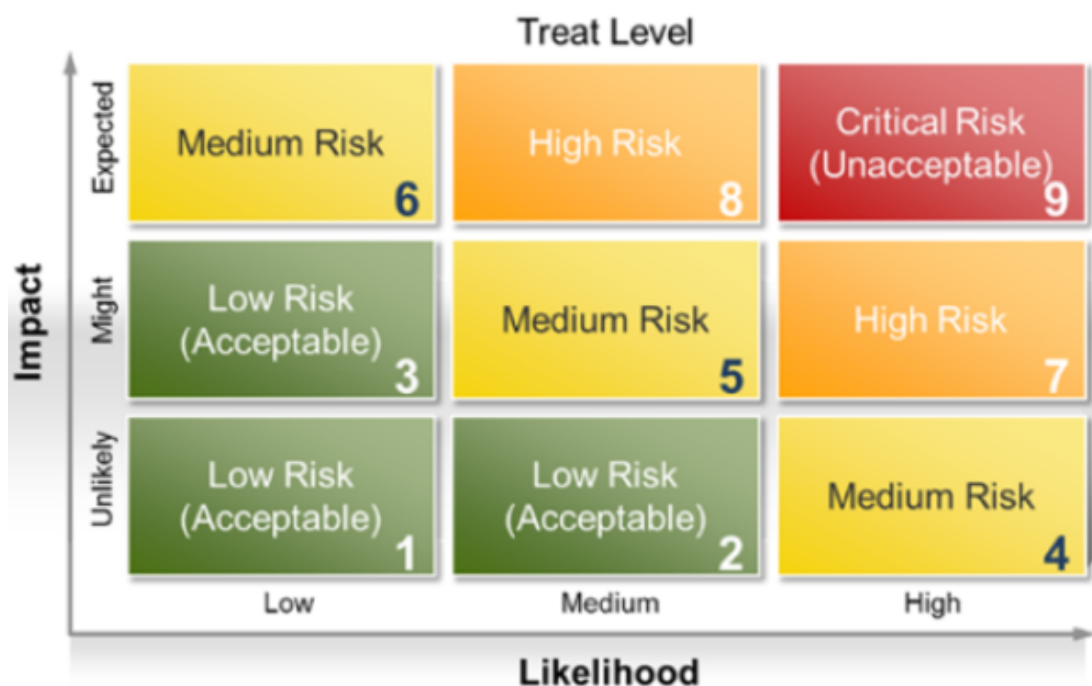 Treat Level
Impact
Expected
Medium Risk
6
High Risk
8
Critical Risk
(Unacceptable)
9
Might
Low Risk
(Acceptable)
3
Medium Risk
5
High Risk
7
Unlikely
Low Risk
(Acceptable)
1
Low Risk
(Acceptable)
2
Medium Risk
4
Low
Medium
High
Likelihood